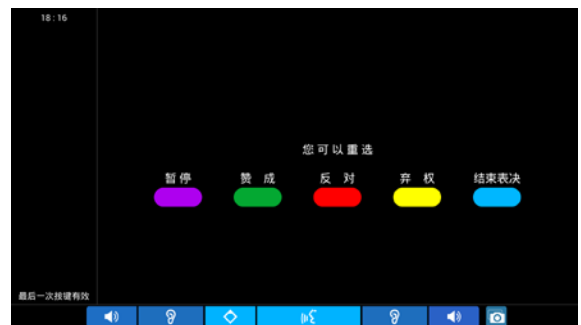 18:16
您可以重选
暂停 赞 成 反 对 弃 权 结束表决
最后一次按键有效